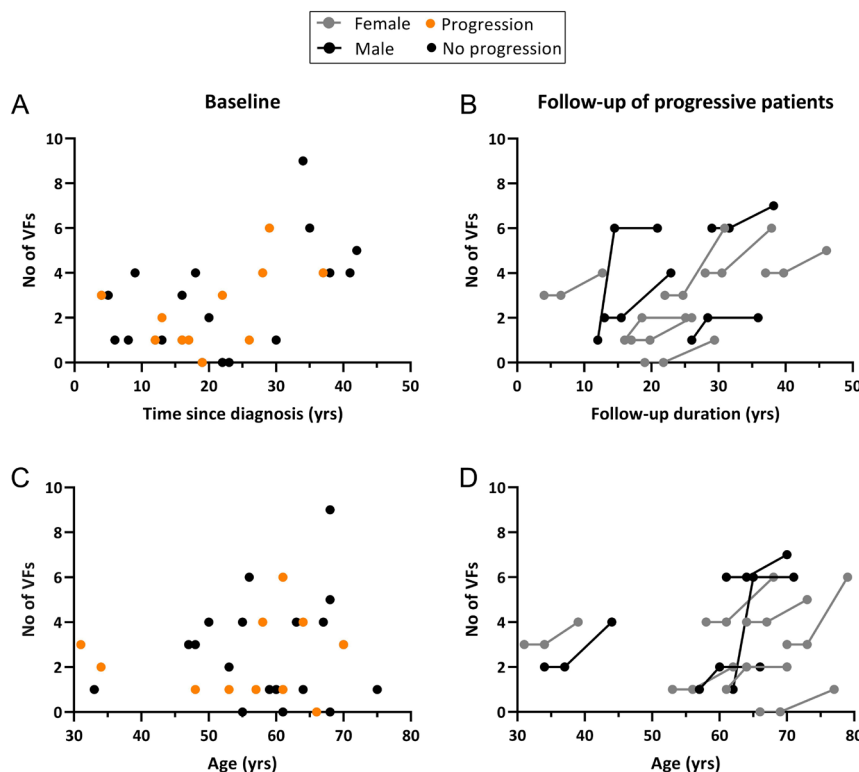 Female Progression
Male No progression
A Baseline
B Follow-up of progressive patients
10
8
6
4
2
0
No of VFs
0 10 20 30 40 50
Time since diagnosis (yrs)
10
8
6
4
2
0
No of VFs
0 10 20 30 40 50
Follow-up duration (yrs)
C
10
8
6
4
2
0
No of VFs
30 40 50 60 70 80
Age (yrs)
D
10
8
6
4
2
0
No of VFs
30 40 50 60 70 80
Age (yrs)